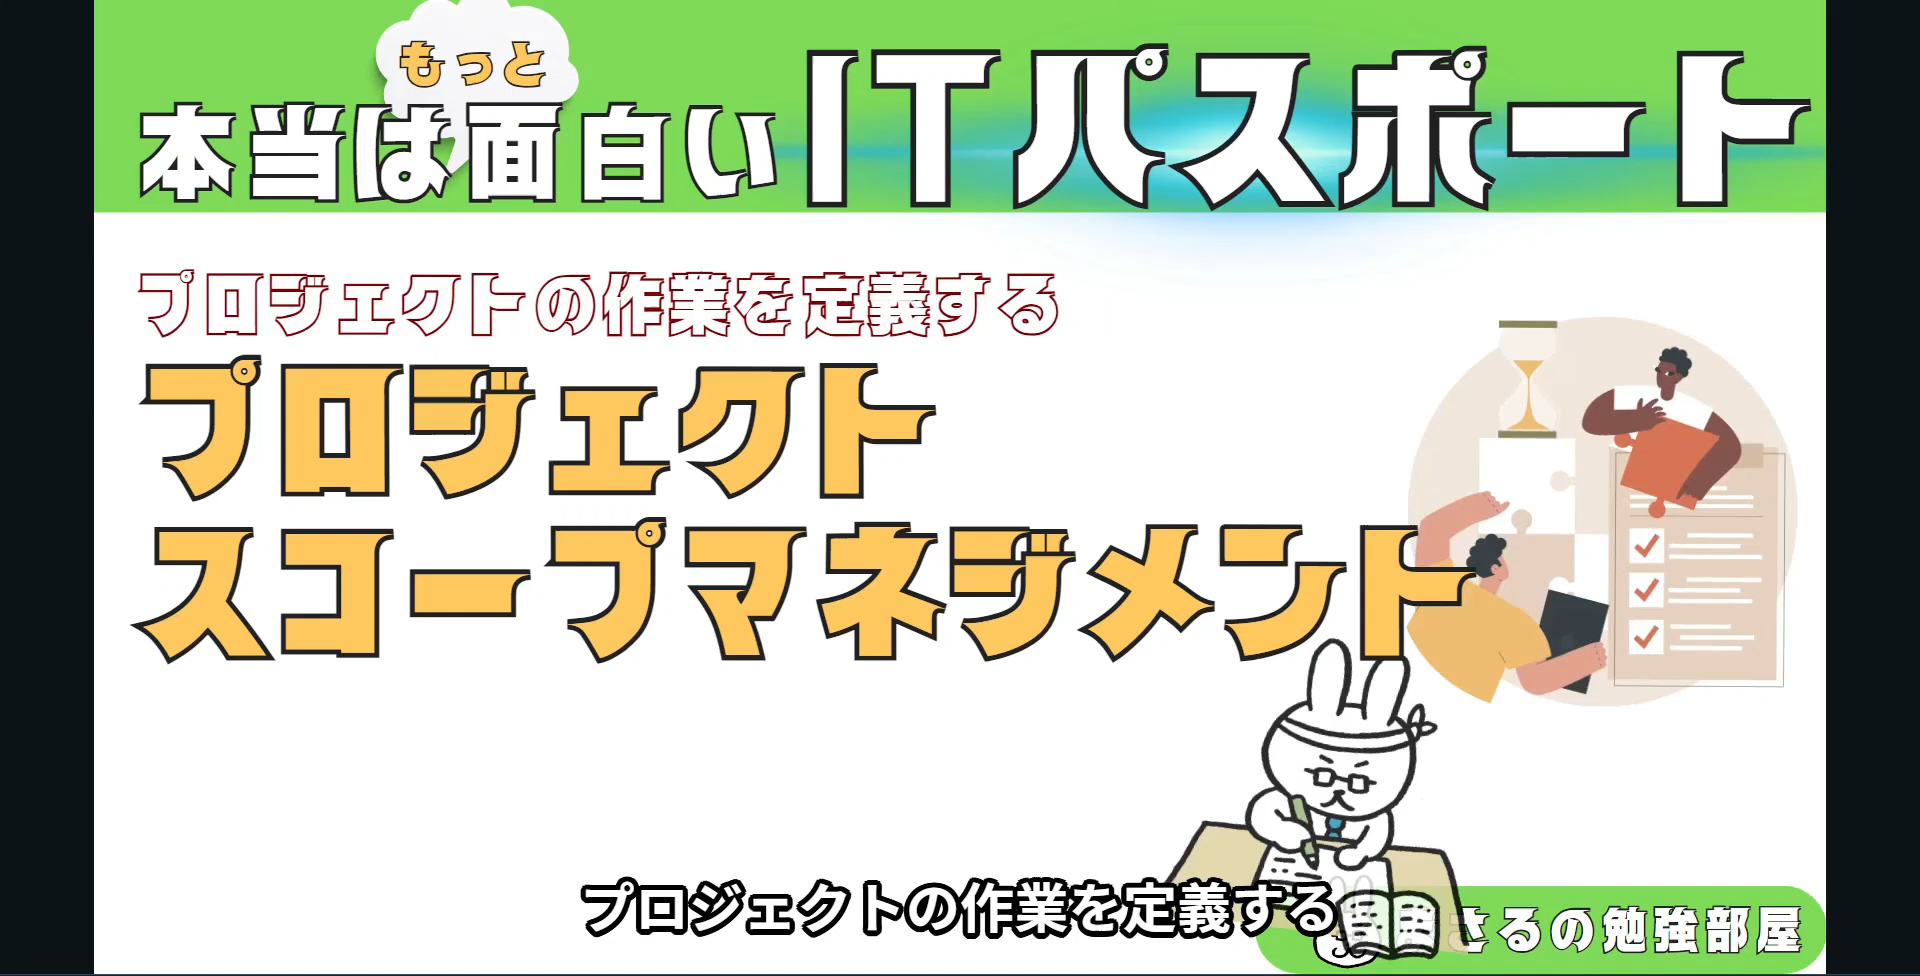 もっと
本当は面白いITパスポート
プロジェクトの作業を定義する
プロジェクト
スコープマネジメント
プロジェクトの作業を定義する
さるの勉強部屋